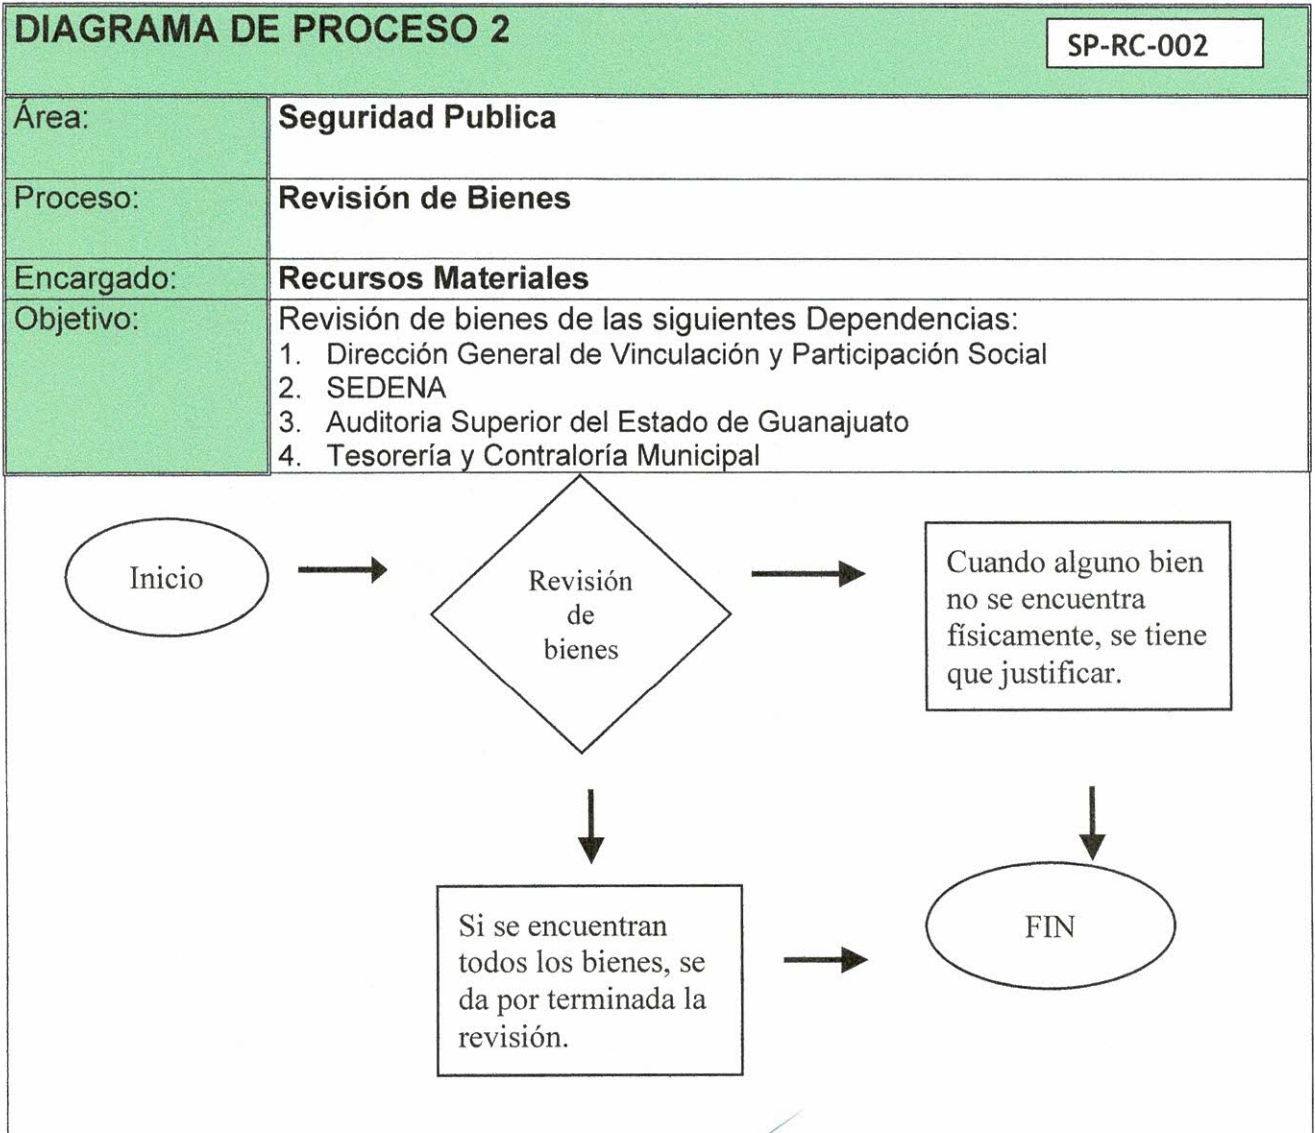 DIAGRAMA DE PROCESO 2
SP-RC-002
Área:
Seguridad Publica
Proceso:
Revisión de Bienes
Encargado:
Recursos Materiales
Objetivo:
Revisión de bienes de las siguientes Dependencias:
1. Dirección General de Vinculación y Participación Social
2. SEDENA
3. Auditoria Superior del Estado de Guanajuato
4. Tesorería y Contraloría Municipal
Inicio
Revisión
de
bienes
Cuando alguno bien
no se encuentra
físicamente, se tiene
que justificar.
Si se encuentran
todos los bienes, se
da por terminada la
revisión.
FIN